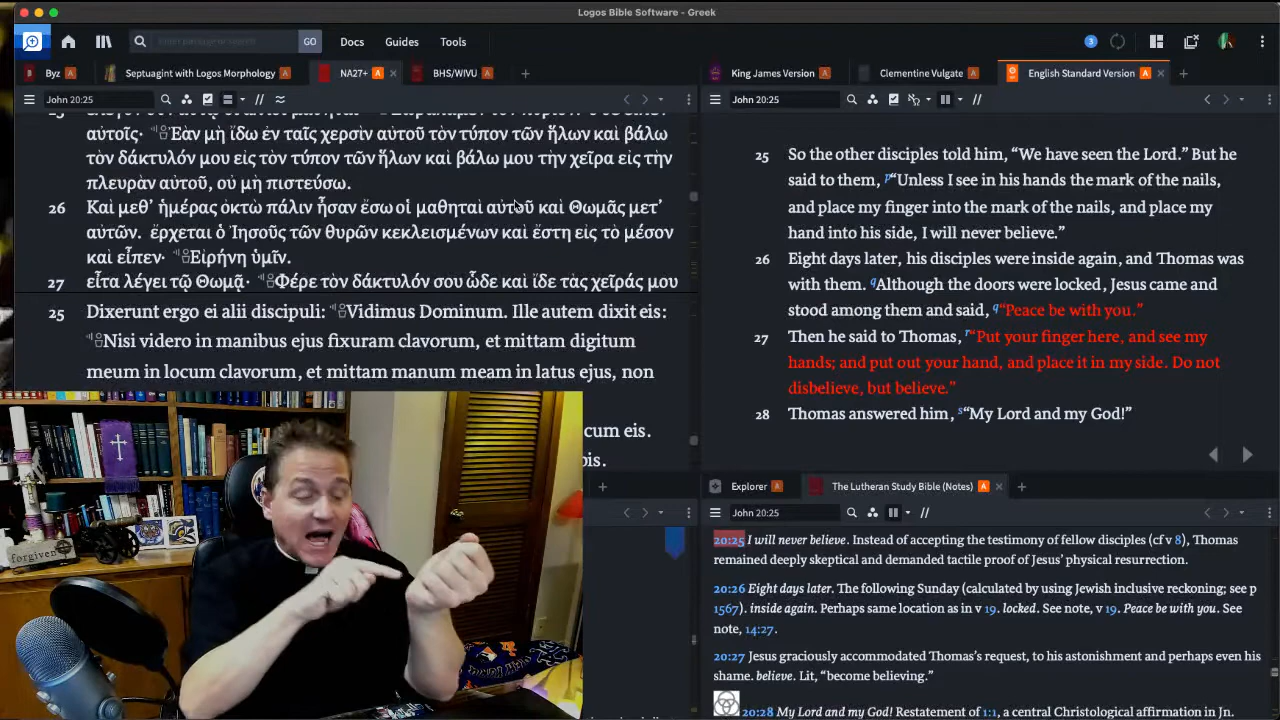 Logos Bible Software - Greek
GO
Docs
Guides
Tools
3
Byz A
Septuagint with Logos Morphology A
NA27+ A
BHS/WIVU A
King James Version A
Clementine Vulgate A
English Standard Version A
John 20:25
αὐτοῖς· Ἐὰν μὴ ἴδω ἐν ταῖς χερσὶν αὐτοῦ τὸν τύπον τῶν ἥλων καὶ βάλω
τὸν δάκτυλόν μου εἰς τὸν τύπον τῶν ἥλων καὶ βάλω μου τὴν χεῖρα εἰς τὴν
πλευρὰν αὐτοῦ, οὐ μὴ πιστεύσω.
26 Καὶ μεθ’ ἡμέρας ὀκτὼ πάλιν ἦσαν ἔσω οἱ μαθηταὶ αὐτοῦ καὶ Θωμᾶς μετ’
αὐτῶν. ἔρχεται ὁ Ἰησοῦς τῶν θυρῶν κεκλεισμένων καὶ ἔστη εἰς τὸ μέσον
καὶ εἶπεν· Εἰρήνη ὑμῖν.
27 εἶτα λέγει τῷ Θωμᾷ· Φέρε τὸν δάκτυλόν σου ὧδε καὶ ἴδε τὰς χεῖράς μου
25 Dixerunt ergo ei alii discipuli: Vidimus Dominum. Ille autem dixit eis:
Nisi videro in manibus ejus fixuram clavorum, et mittam digitum
meum in locum clavorum, et mittam manum meam in latus ejus, non
cum eis.
John 20:25
25 So the other disciples told him, “We have seen the Lord.” But he
said to them, p“Unless I see in his hands the mark of the nails,
and place my finger into the mark of the nails, and place my
hand into his side, I will never believe.”
26 Eight days later, his disciples were inside again, and Thomas was
with them. qAlthough the doors were locked, Jesus came and
stood among them and said, q“Peace be with you.”
27 Then he said to Thomas, r“Put your finger here, and see my
hands; and put out your hand, and place it in my side. Do not
disbelieve, but believe.”
28 Thomas answered him, s“My Lord and my God!”
Explorer A
The Lutheran Study Bible (Notes) A
John 20:25
20:25 I will never believe. Instead of accepting the testimony of fellow disciples (cf v 8), Thomas
remained deeply skeptical and demanded tactile proof of Jesus’ physical resurrection.
20:26 Eight days later. The following Sunday (calculated by using Jewish inclusive reckoning; see p
1567). inside again. Perhaps same location as in v 19. locked. See note, v 19. Peace be with you. See
note, 14:27.
20:27 Jesus graciously accommodated Thomas’s request, to his astonishment and perhaps even his
shame. believe. Lit, “become believing.”
20:28 My Lord and my God! Restatement of 1:1, a central Christological affirmation in Jn.
forgiven